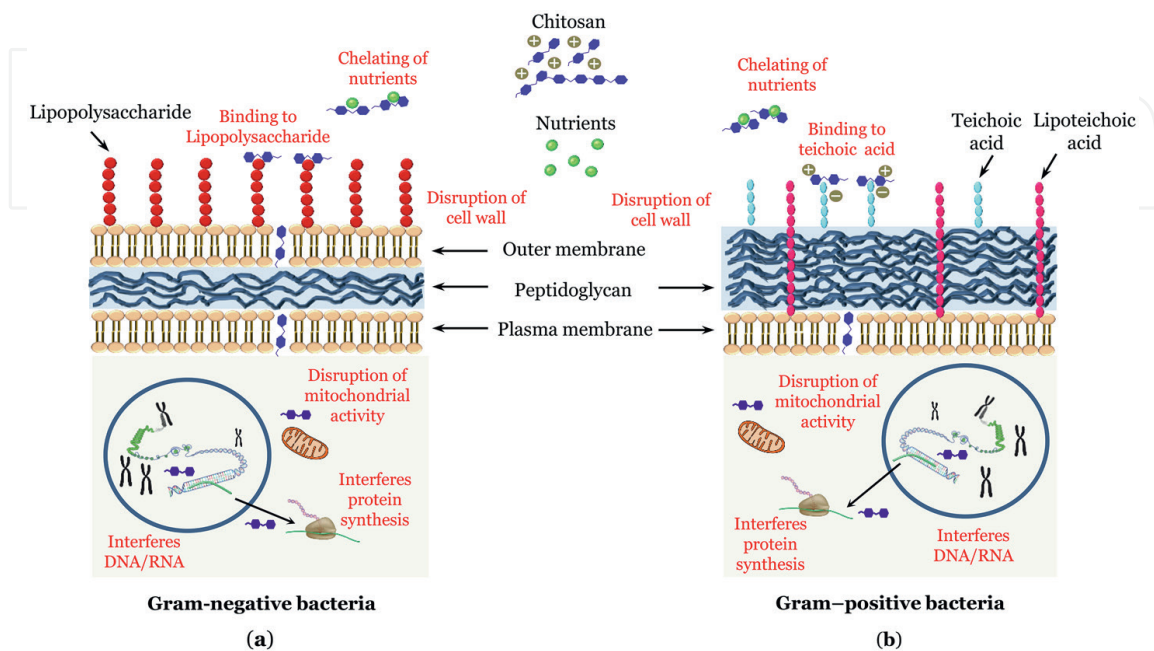 Chitosan
Chelating of
nutrients
Lipopolysaccharide
Binding to
Lipopolysaccharide
Nutrients
Disruption of
cell wall
Chelating of
nutrients
Binding to
teichoic acid
Teichoic
acid
Lipoteichoic
acid
Disruption of
cell wall
Outer membrane
Peptidoglycan
Plasma membrane
Disruption of
mitochondrial
activity
Interferes
protein
synthesis
Interferes
DNA/RNA
Disruption of
mitochondrial
activity
Interferes
protein
synthesis
Interferes
DNA/RNA
Gram-negative bacteria
(a)
Gram–positive bacteria
(b)